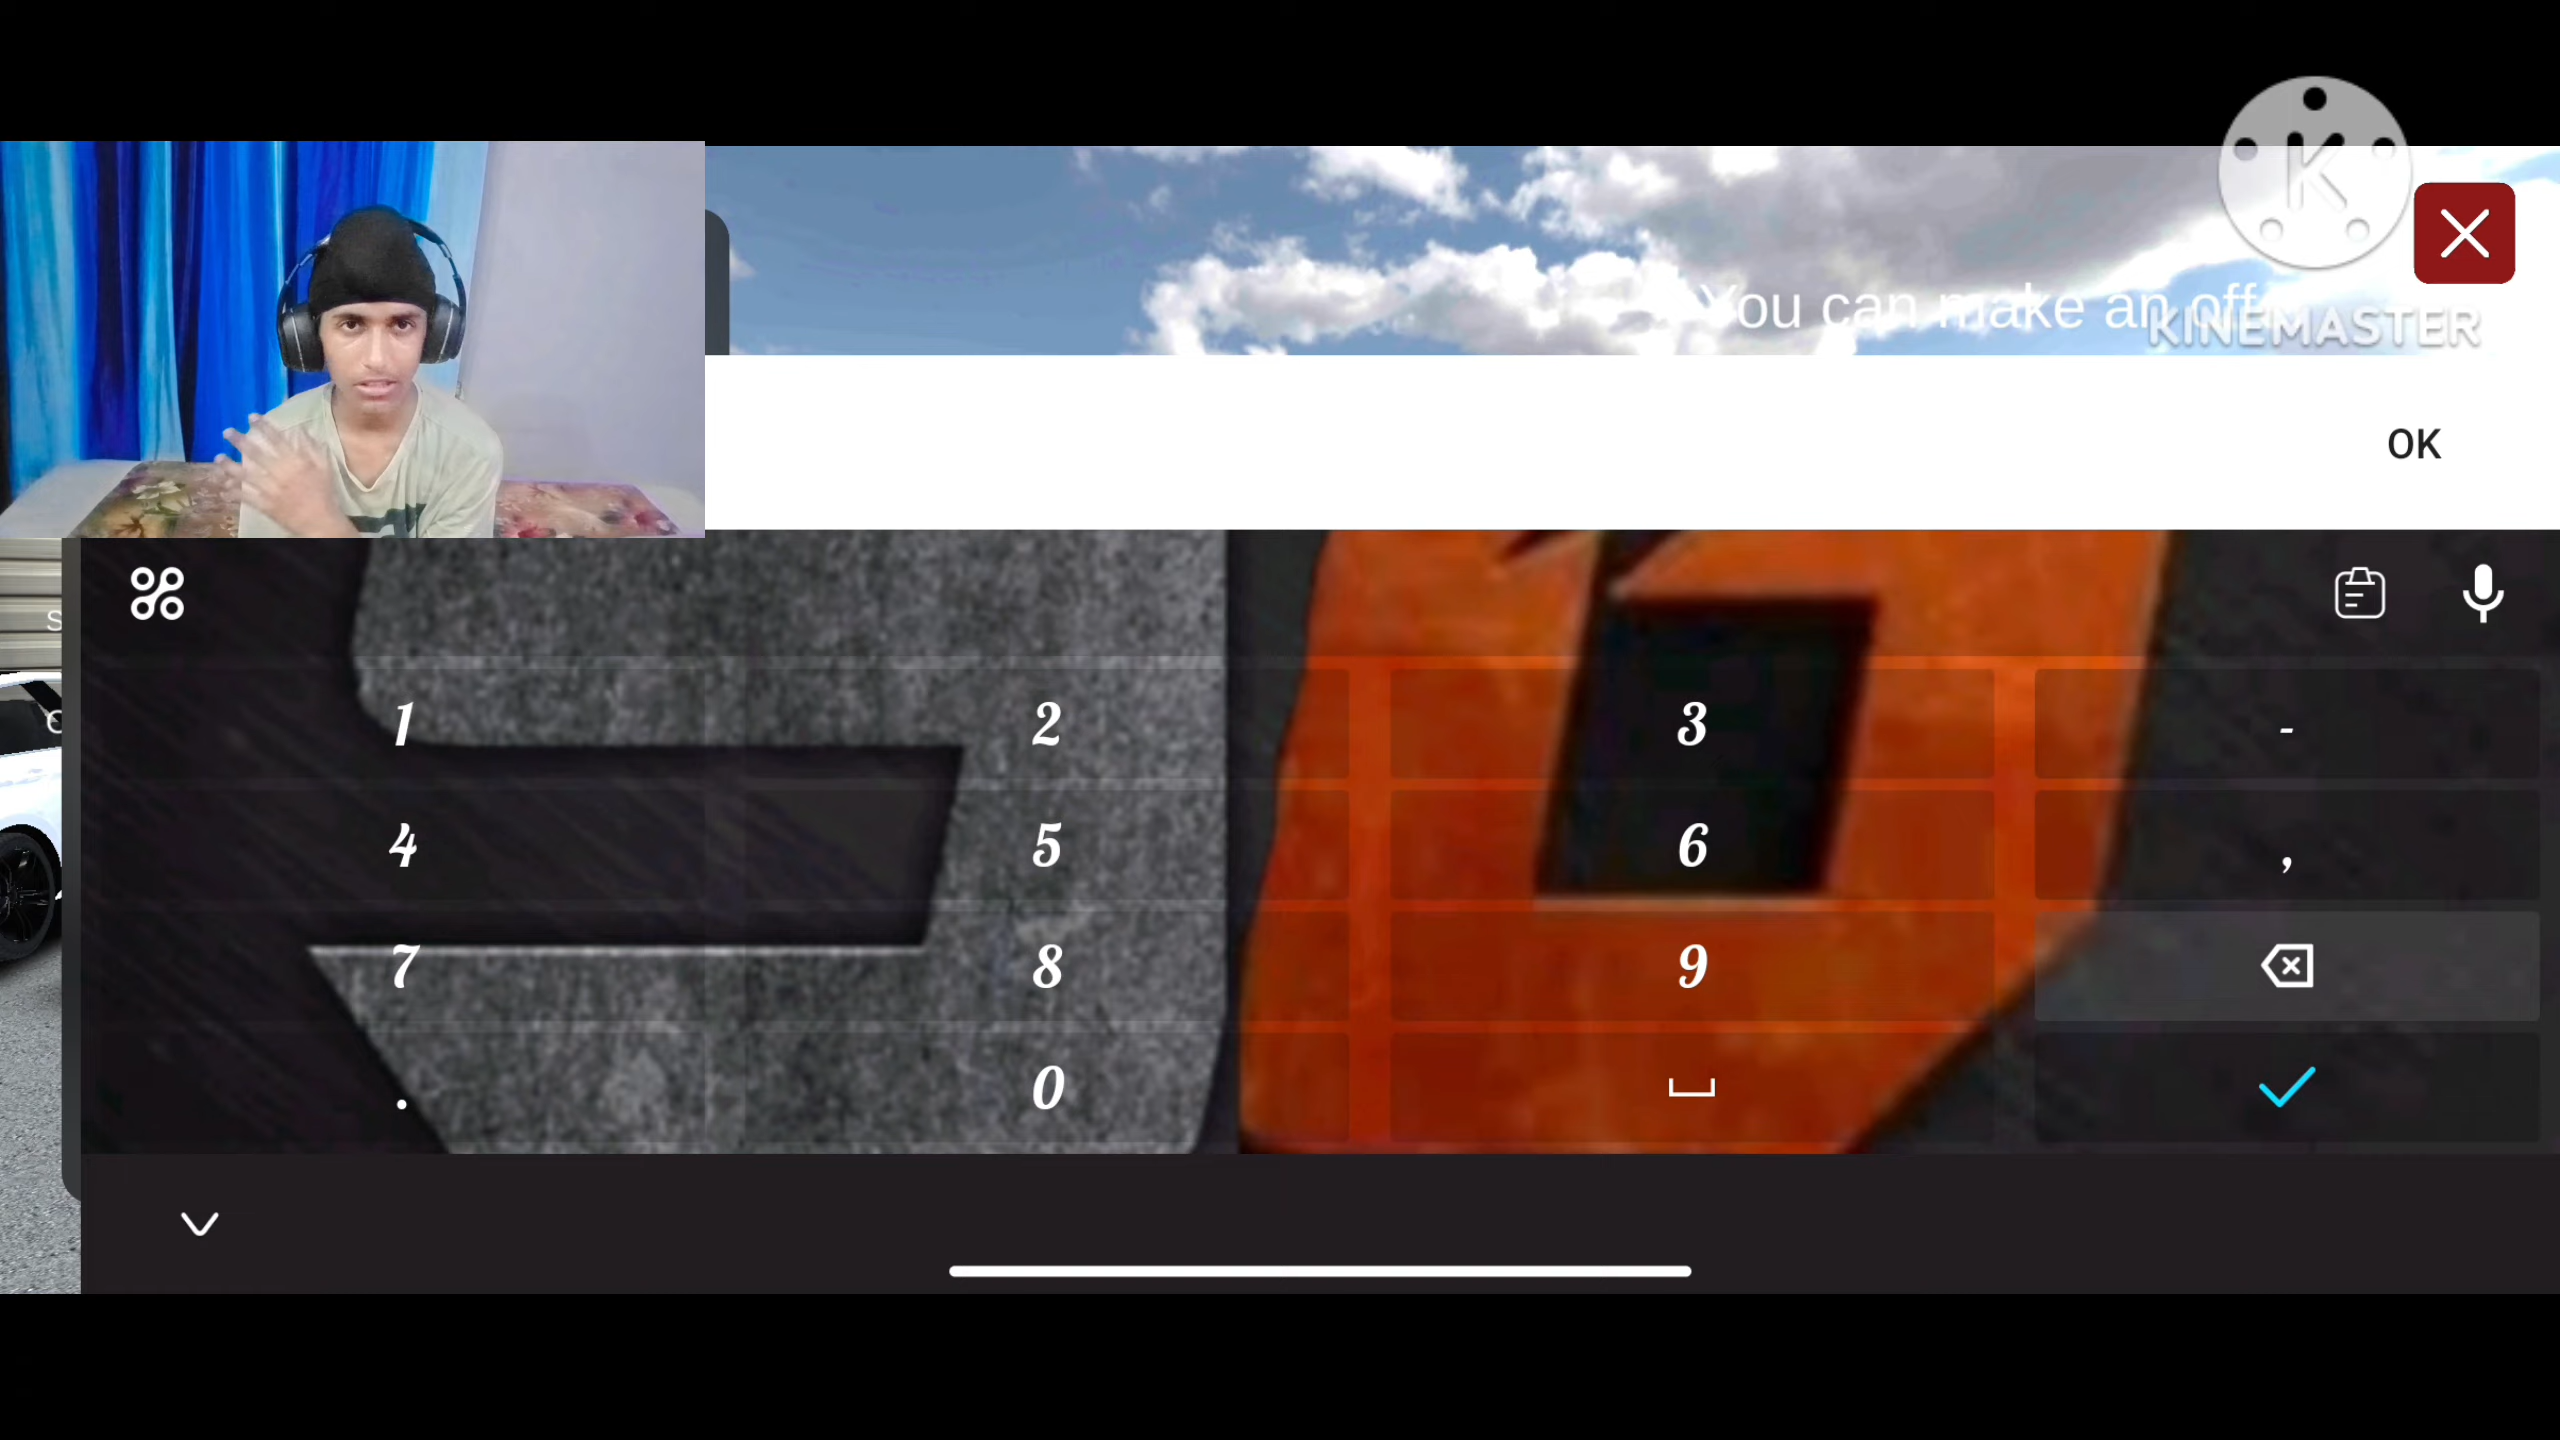 K
You can make an off
KINEMASTER
OK
S
1 2 3 -
4 5 6 ,
7 8 9
. 0